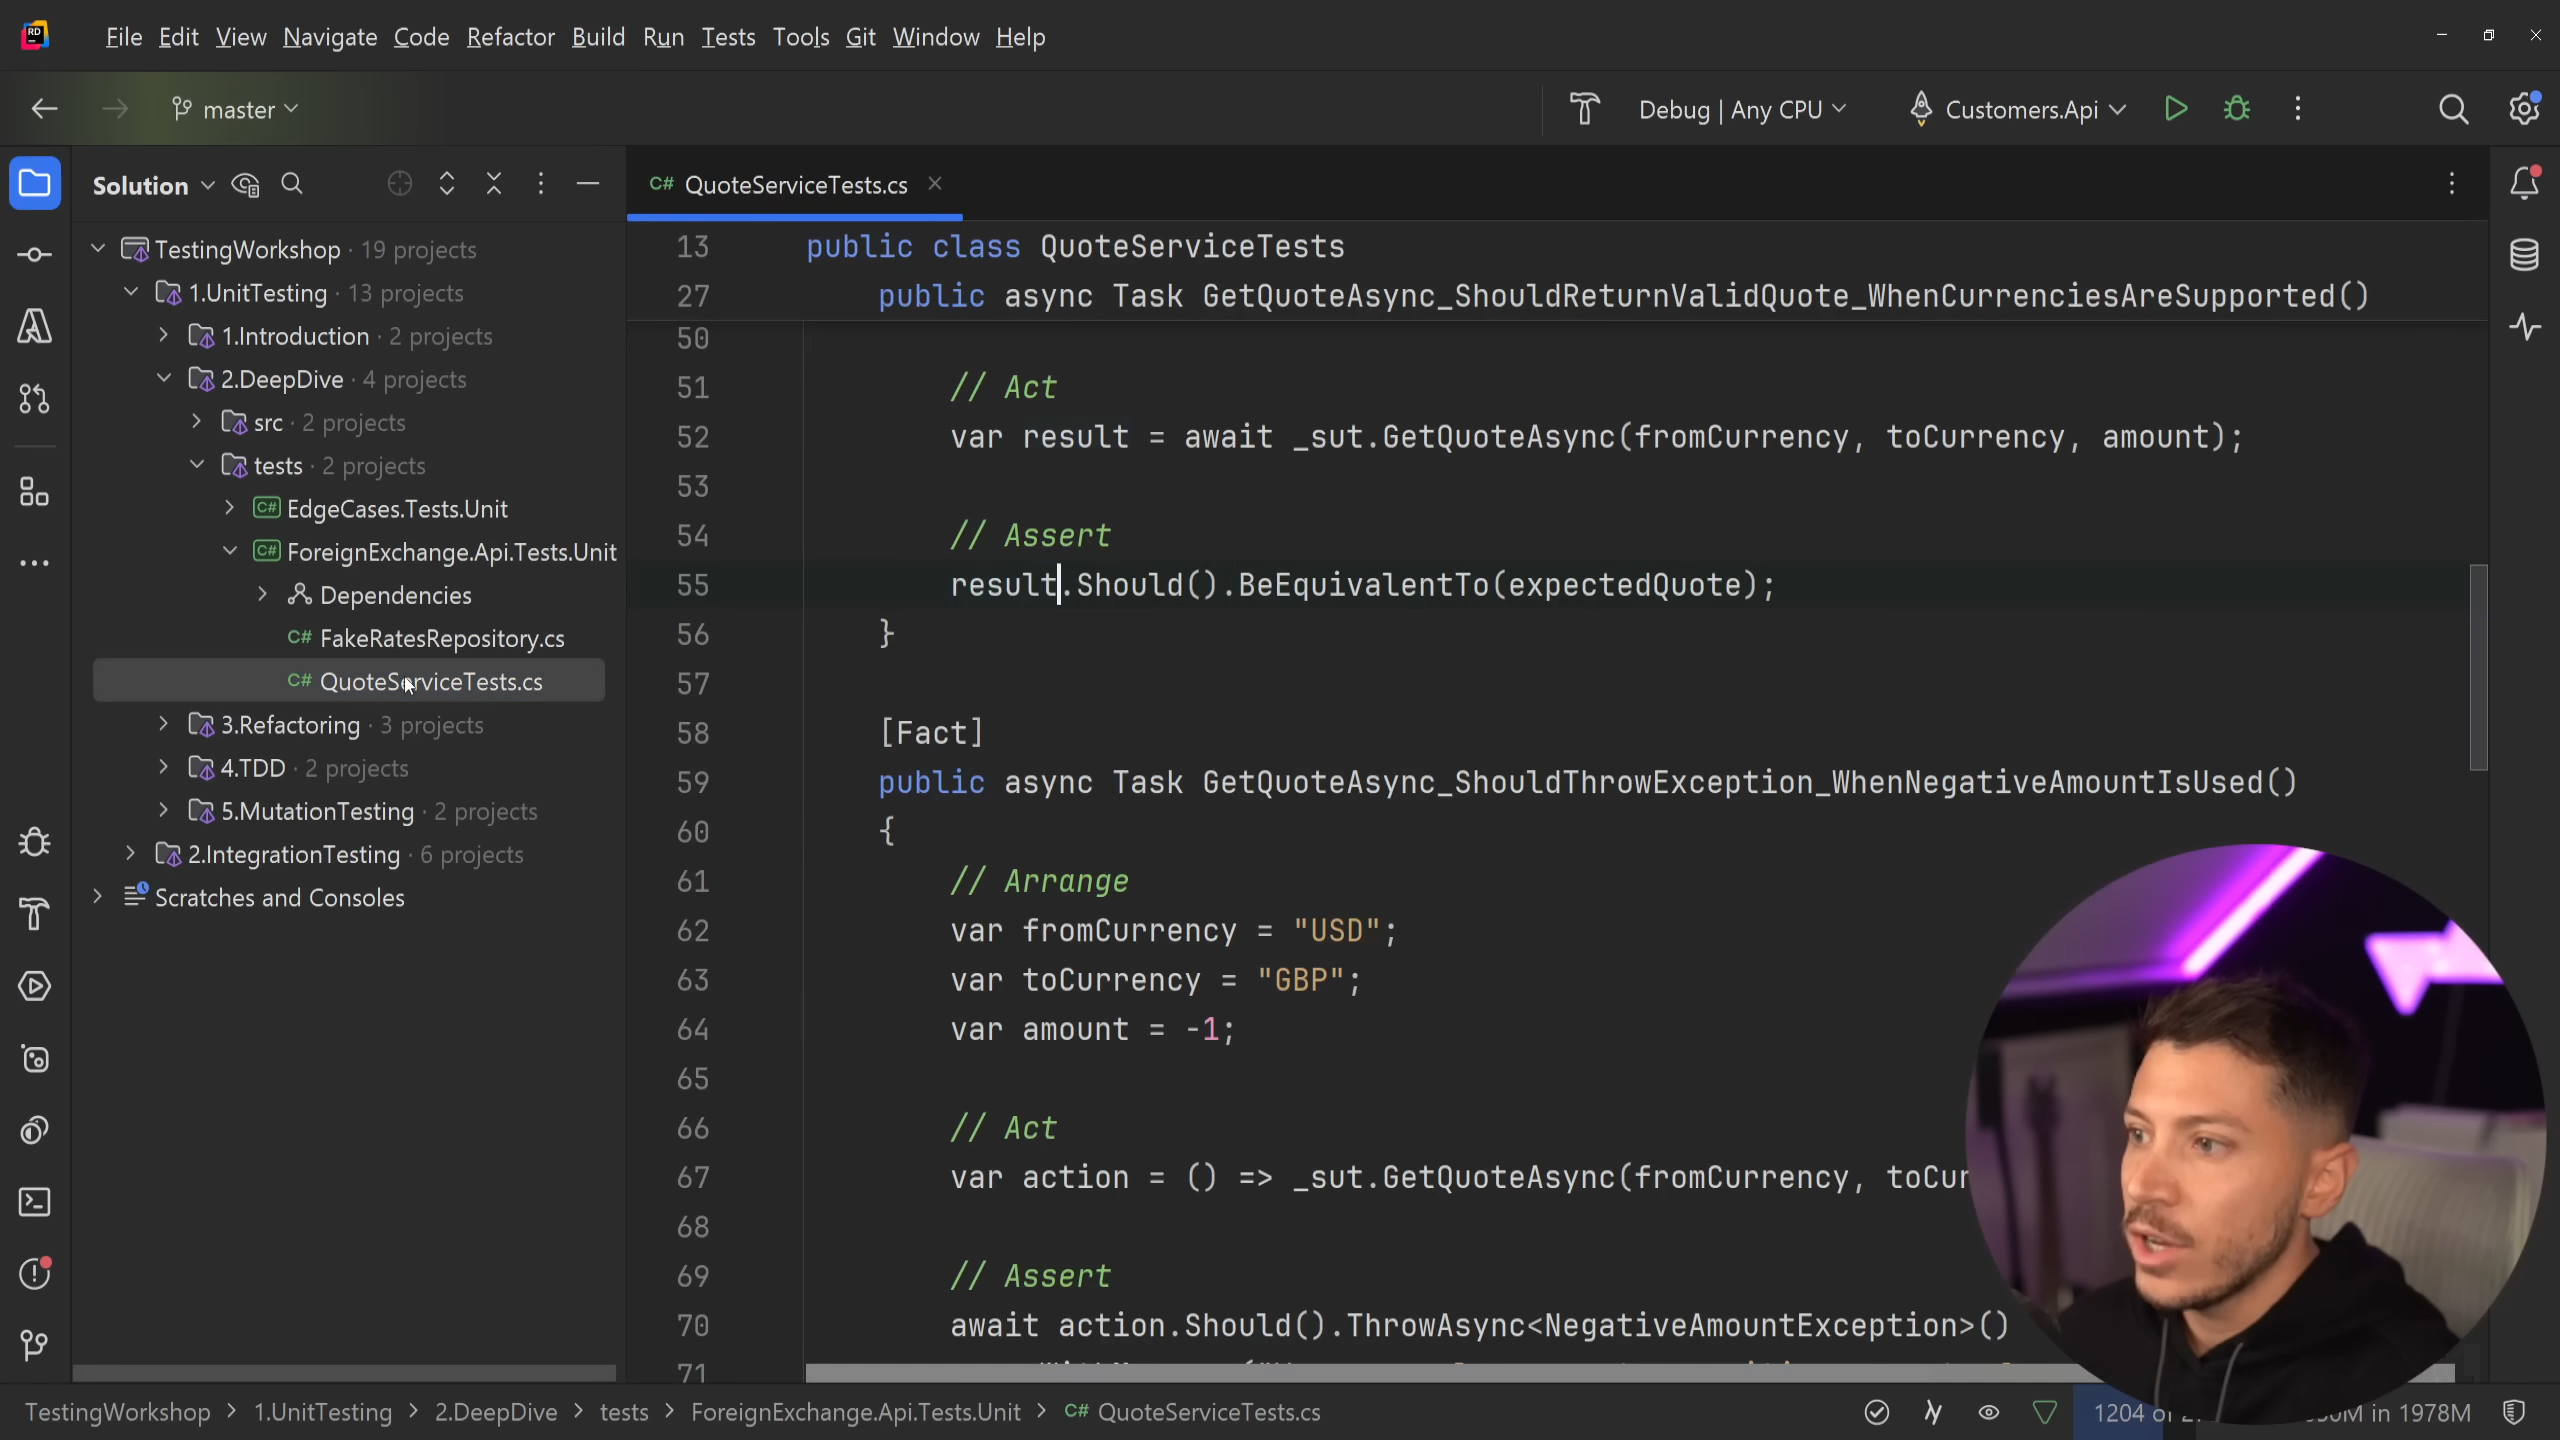 RD
File Edit View Navigate Code Refactor Build Run Tests Tools Git Window Help
master
Debug | Any CPU
Customers.Api
Solution
C# QuoteServiceTests.cs
TestingWorkshop · 19 projects
1.UnitTesting · 13 projects
1.Introduction · 2 projects
2.DeepDive · 4 projects
src · 2 projects
tests · 2 projects
C# EdgeCases.Tests.Unit
C# ForeignExchange.Api.Tests.Unit
Dependencies
C# FakeRatesRepository.cs
C# QuoteServiceTests.cs
3.Refactoring · 3 projects
4.TDD · 2 projects
5.MutationTesting · 2 projects
2.IntegrationTesting · 6 projects
Scratches and Consoles
13 public class QuoteServiceTests
27 public async Task GetQuoteAsync_ShouldReturnValidQuote_WhenCurrenciesAreSupported()
50
51 // Act
52 var result = await _sut.GetQuoteAsync(fromCurrency, toCurrency, amount);
53
54 // Assert
55 result.Should().BeEquivalentTo(expectedQuote);
56 }
57
58 [Fact]
59 public async Task GetQuoteAsync_ShouldThrowException_WhenNegativeAmountIsUsed()
60 {
61 // Arrange
62 var fromCurrency = "USD";
63 var toCurrency = "GBP";
64 var amount = -1;
65
66 // Act
67 var action = () => _sut.GetQuoteAsync(fromCurrency, toCur
68
69 // Assert
70 await action.Should().ThrowAsync<NegativeAmountException>()
71
TestingWorkshop > 1.UnitTesting > 2.DeepDive > tests > ForeignExchange.Api.Tests.Unit > C# QuoteServiceTests.cs
1204 of
in 1978M